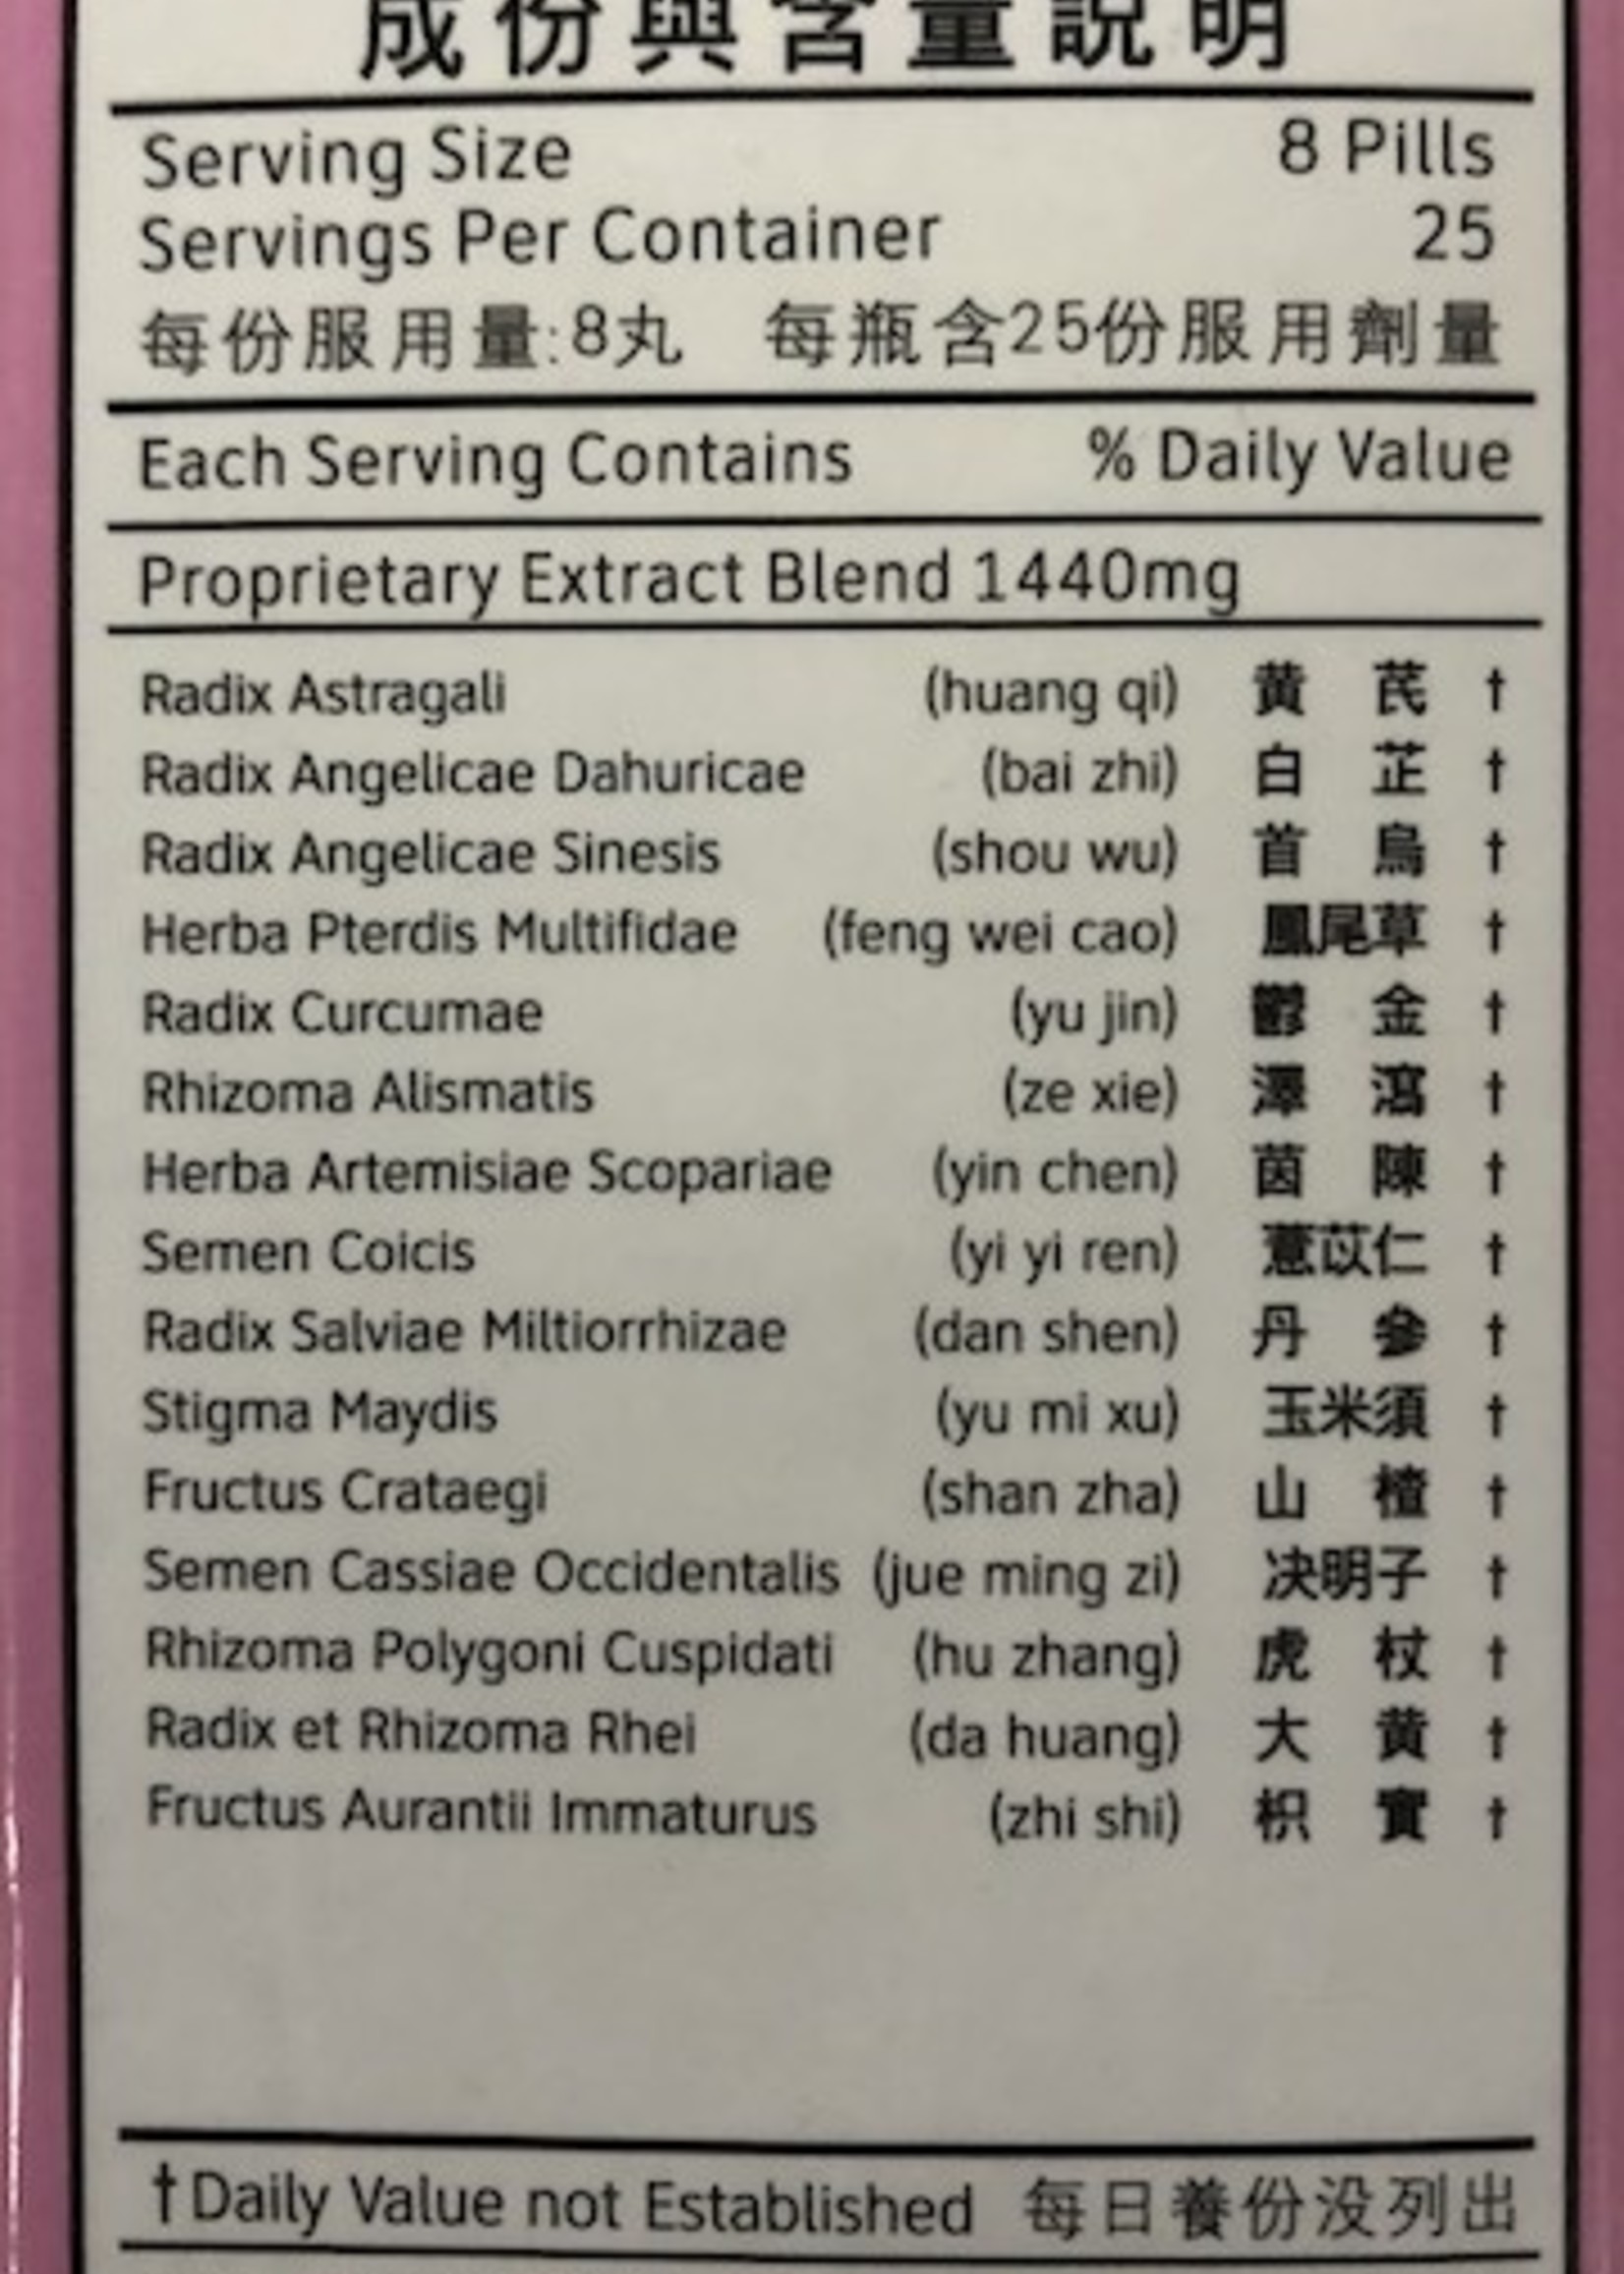 成份與含量說明
Serving Size 8 Pills
Servings Per Container 25
每份服用量:8丸 每瓶含25份服用劑量
Each Serving Contains % Daily Value
Proprietary Extract Blend 1440mg
Radix Astragali (huang qi) 黄芪 †
Radix Angelicae Dahuricae (bai zhi) 白芷 †
Radix Angelicae Sinesis (shou wu) 首烏 †
Herba Pterdis Multifidae (feng wei cao) 鳳尾草 †
Radix Curcumae (yu jin) 鬱金 †
Rhizoma Alismatis (ze xie) 澤瀉 †
Herba Artemisiae Scopariae (yin chen) 茵陳 †
Semen Coicis (yi yi ren) 薏苡仁 †
Radix Salviae Miltiorrhizae (dan shen) 丹參 †
Stigma Maydis (yu mi xu) 玉米須 †
Fructus Crataegi (shan zha) 山楂 †
Semen Cassiae Occidentalis (jue ming zi) 决明子 †
Rhizoma Polygoni Cuspidati (hu zhang) 虎杖 †
Radix et Rhizoma Rhei (da huang) 大黄 †
Fructus Aurantii Immaturus (zhi shi) 枳實 †
†Daily Value not Established 每日養份没列出